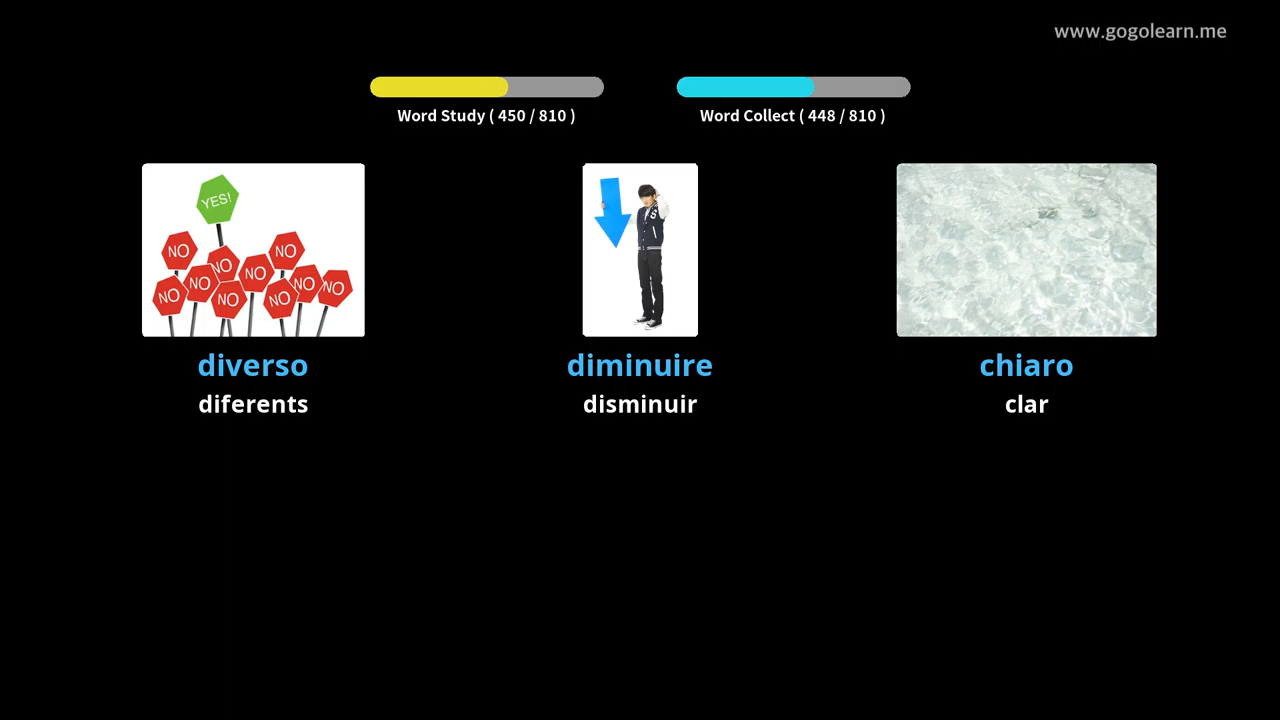 www.gogolearn.me
Word Study ( 450 / 810 )
Word Collect ( 448 / 810 )
YES!
NO
NO
NO
NO
NO
NO
NO
NO
NO
NO
S
diverso
diminuire
chiaro
diferents
disminuir
clar